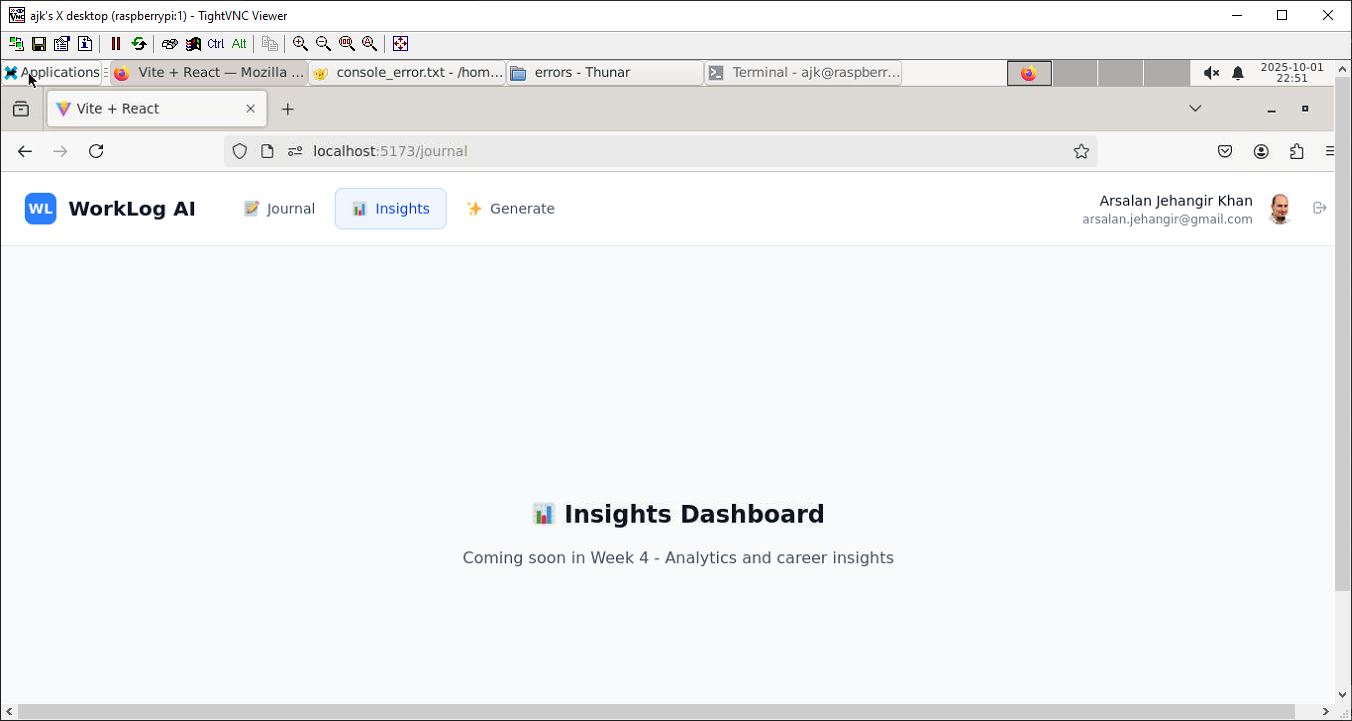 ajk's X desktop (raspberrypi:1) - TightVNC Viewer
Ctrl Alt
Applications
Vite + React — Mozilla ...
console_error.txt - /hom...
errors - Thunar
Terminal - ajk@raspberr...
2025-10-01
22:51
Vite + React
localhost:5173/journal
WL WorkLog AI
Journal
Insights
Generate
Arsalan Jehangir Khan
arsalan.jehangir@gmail.com
Insights Dashboard
Coming soon in Week 4 - Analytics and career insights